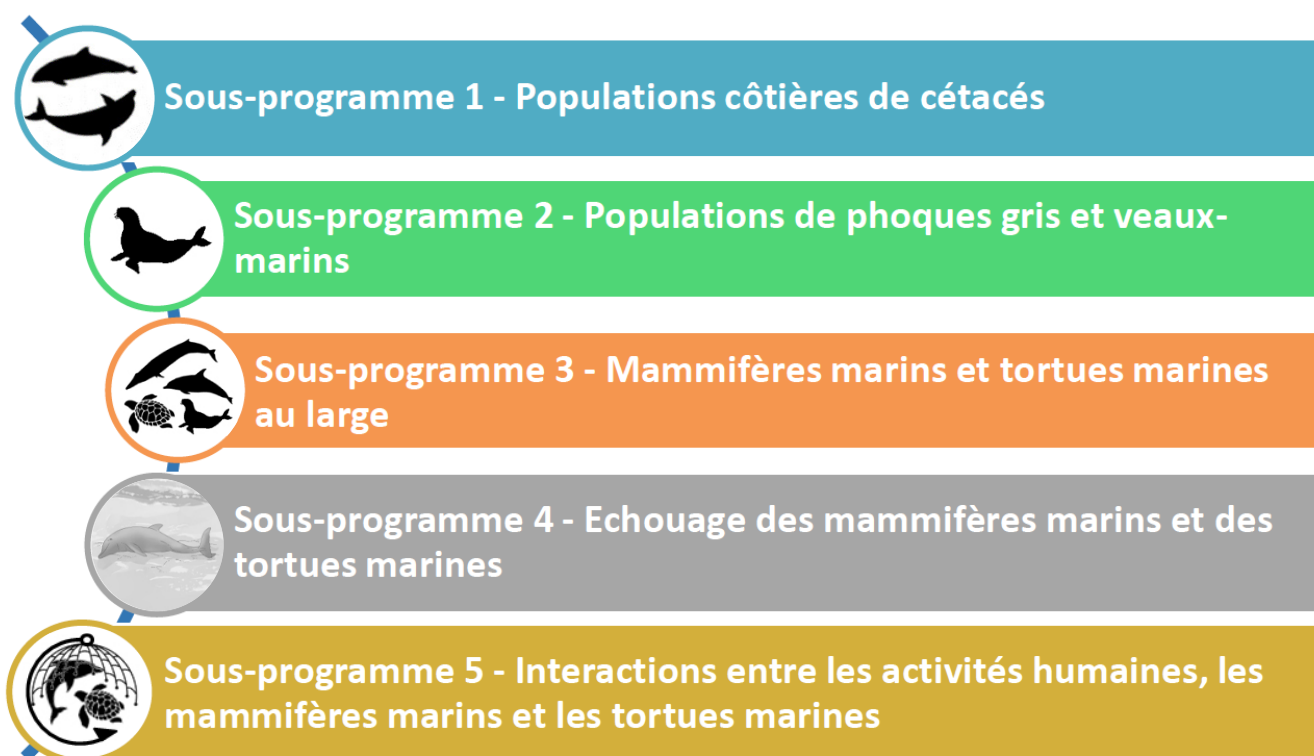 Sous-programme 1 - Populations côtières de cétacés
Sous-programme 2 - Populations de phoques gris et veaux-
marins
Sous-programme 3 - Mammifères marins et tortues marines
au large
Sous-programme 4 - Echouage des mammifères marins et des
tortues marines
Sous-programme 5 - Interactions entre les activités humaines, les
mammifères marins et les tortues marines